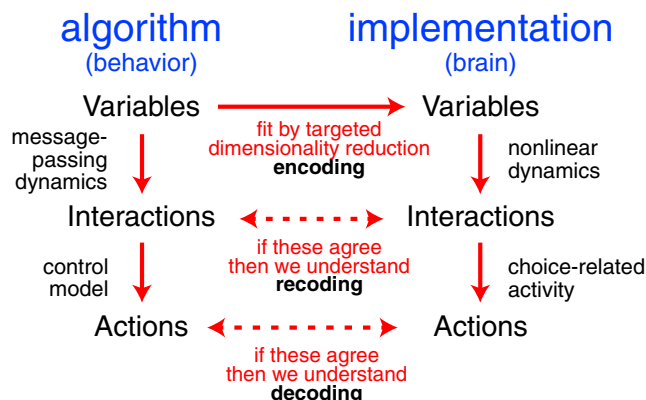 algorithm
implementation
(behavior)
(brain)
Variables
Variables
message-
passing
dynamics
fit by targeted
dimensionality reduction
encoding
nonlinear
dynamics
Interactions
Interactions
control
model
if these agree
then we understand
recoding
choice-related
activity
Actions
Actions
if these agree
then we understand
decoding